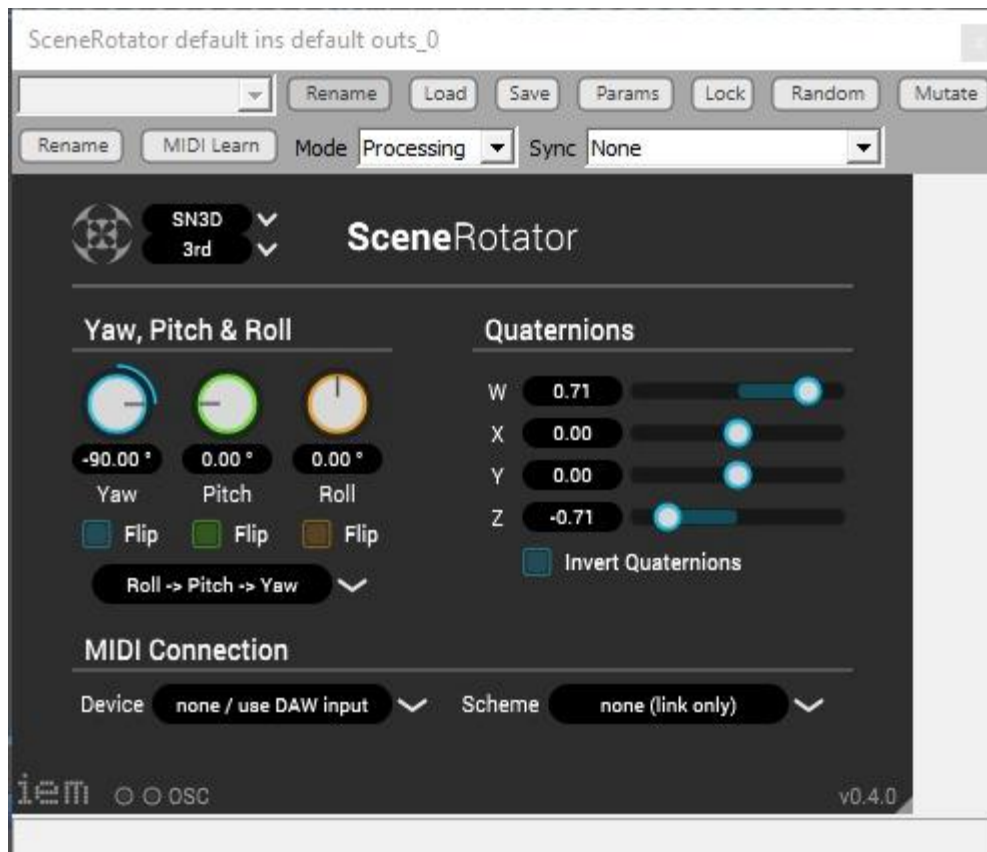 SceneRotator default ins default outs_0
Rename Load Save Params Lock Random Mutate
Rename MIDI Learn Mode Processing Sync None
SN3D
3rd
SceneRotator
Yaw, Pitch & Roll
-90.00 ° 0.00 ° 0.00 °
Yaw Pitch Roll
Flip Flip Flip
Roll -> Pitch -> Yaw
Quaternions
W 0.71
X 0.00
Y 0.00
Z -0.71
Invert Quaternions
MIDI Connection
Device none / use DAW input Scheme none (link only)
iem OSC v0.4.0